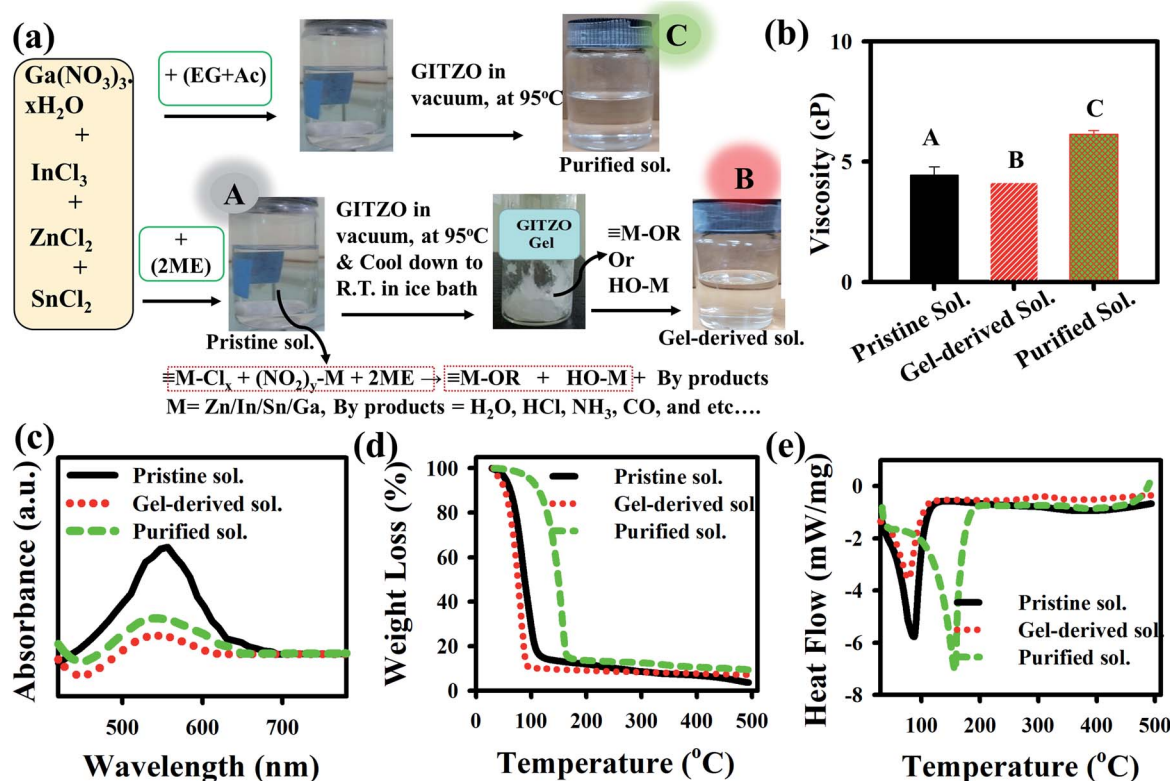 (a)
Ga(NO₃)₃.
xH₂O
+
InCl₃
+
ZnCl₂
+
SnCl₂
+ (EG+Ac)
GITZO in
vacuum, at 95ᵒC
C
Purified sol.
A
+
(2ME)
Pristine sol.
GITZO in
vacuum, at 95ᵒC
& Cool down to
R.T. in ice bath
GITZO
Gel
≡M-OR
Or
HO-M
B
Gel-derived sol.
≡M-Clₓ + (NO₂)ᵧ-M + 2ME → ≡M-OR + HO-M + By products
M= Zn/In/Sn/Ga, By products = H₂O, HCl, NH₃, CO, and etc….
(b)
Viscosity (cP)
10
5
0
A
B
C
Pristine Sol.
Gel-derived Sol.
Purified Sol.
(c)
Absorbance (a.u.)
Pristine sol.
Gel-derived sol.
Purified sol.
500 600 700
Wavelength (nm)
(d)
Weight Loss (%)
100
80
60
40
20
0
Pristine sol.
Gel-derived sol.
Purified sol.
0 100 200 300 400 500
Temperature (ᵒC)
(e)
Heat Flow (mW/mg)
0
-2
-4
-6
-8
Pristine sol.
Gel-derived sol.
Purified sol.
100 200 300 400 500
Temperature (ᵒC)